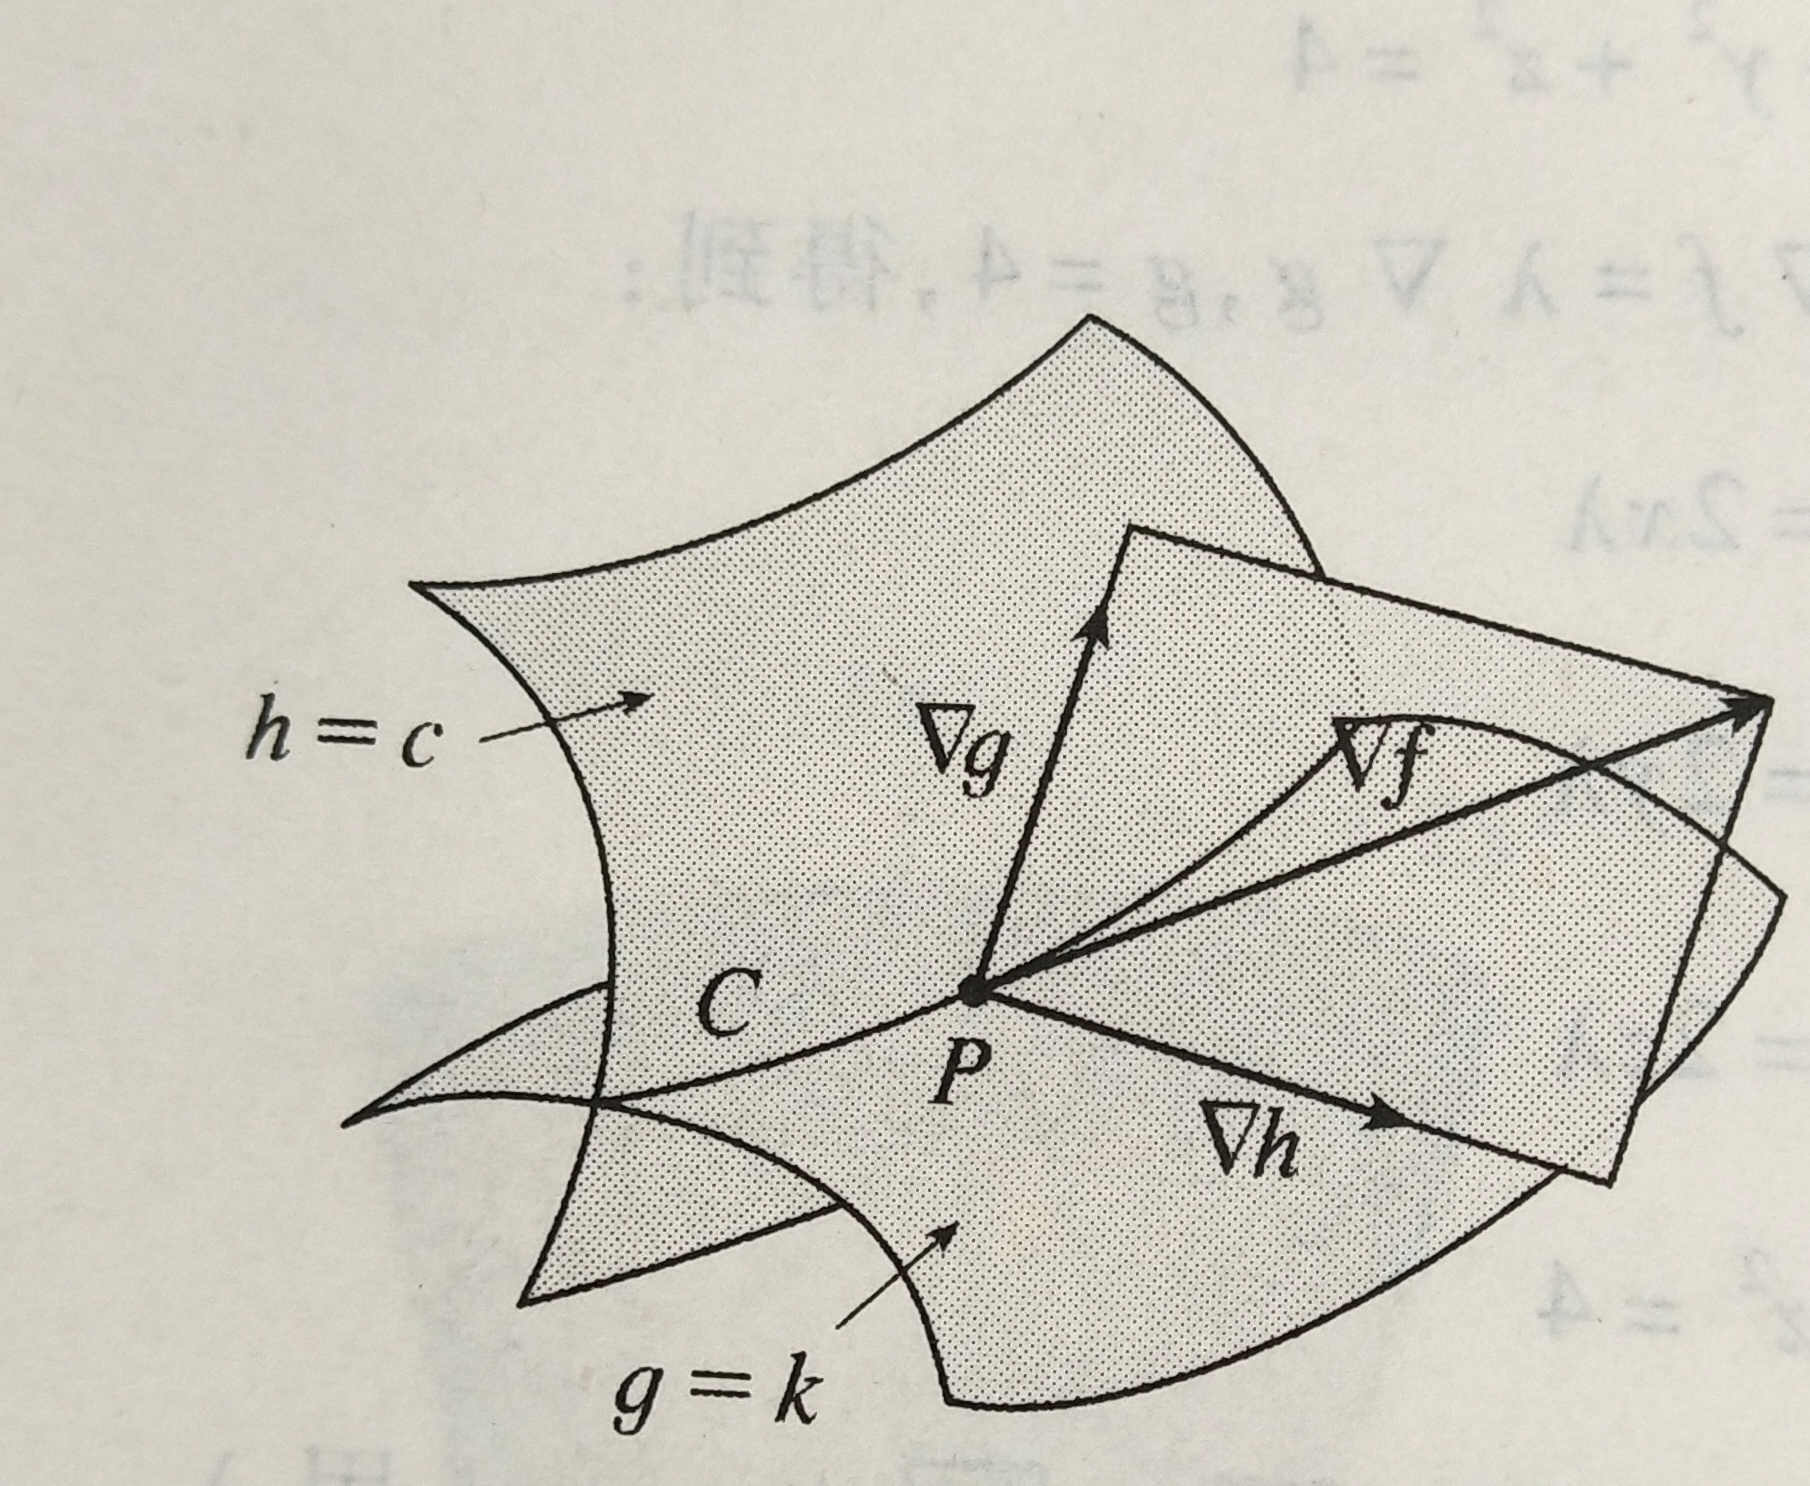 h = c
∇g
∇f
C
P
∇h
g = k